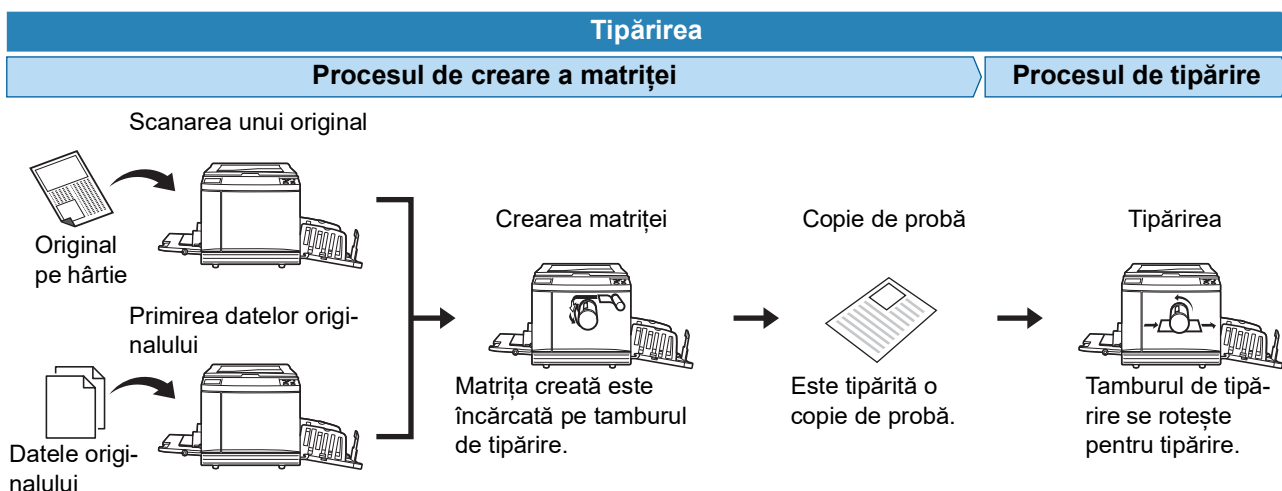 Tipărirea
Procesul de creare a matriței
Procesul de tipărire
Scanarea unui original
Original
pe hârtie
Primirea datelor origi-
nalului
Datele origi-
nalului
Crearea matriței
Matrița creată este
încărcată pe tamburul
de tipărire.
Copie de probă
Este tipărită o
copie de probă.
Tipărirea
Tamburul de tipă-
rire se rotește
pentru tipărire.